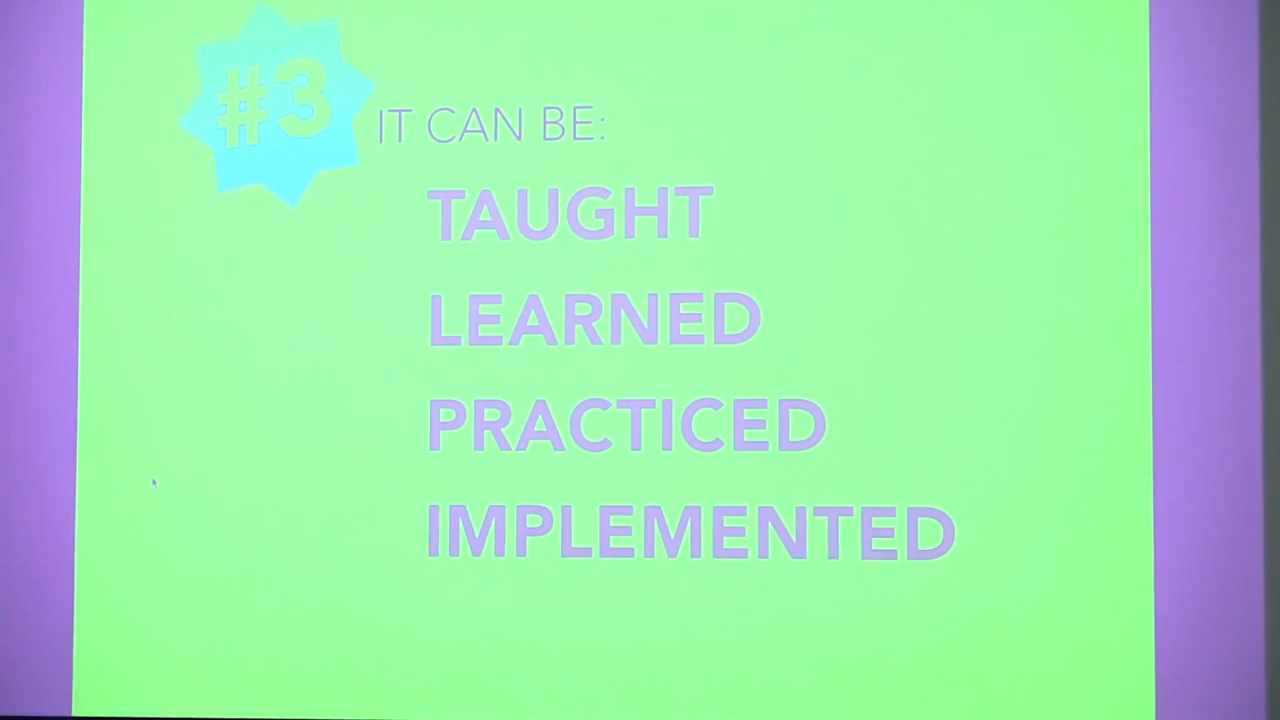 #3 IT CAN BE:
TAUGHT
LEARNED
PRACTICED
IMPLEMENTED